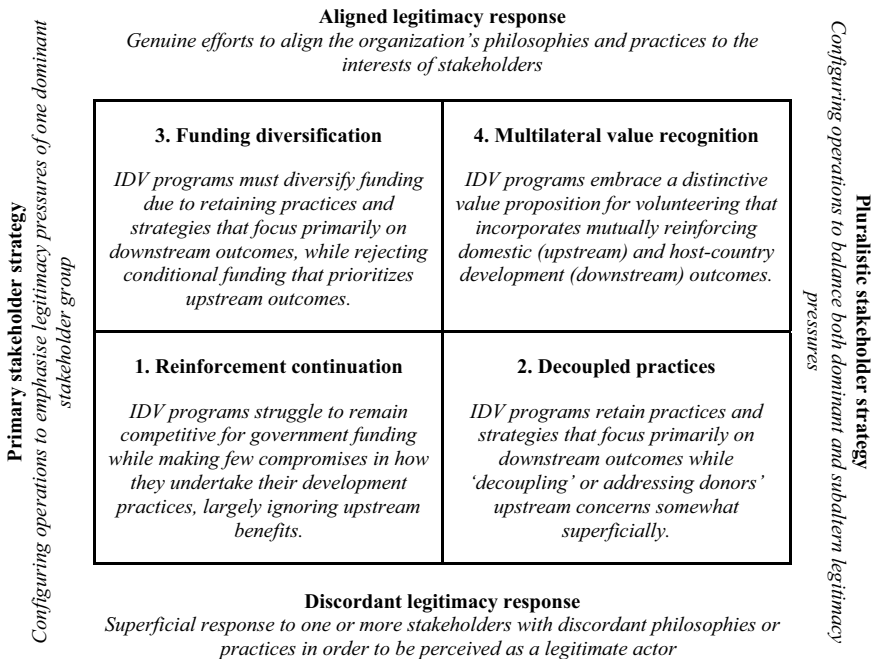 Aligned legitimacy response
Genuine efforts to align the organization's philosophies and practices to the
interests of stakeholders
Primary stakeholder strategy
Configuring operations to emphasise legitimacy pressures of one dominant
stakeholder group
3. Funding diversification
IDV programs must diversify funding
due to retaining practices and
strategies that focus primarily on
downstream outcomes, while rejecting
conditional funding that prioritizes
upstream outcomes.
4. Multilateral value recognition
IDV programs embrace a distinctive
value proposition for volunteering that
incorporates mutually reinforcing
domestic (upstream) and host-country
development (downstream) outcomes.
1. Reinforcement continuation
IDV programs struggle to remain
competitive for government funding
while making few compromises in how
they undertake their development
practices, largely ignoring upstream
benefits.
2. Decoupled practices
IDV programs retain practices and
strategies that focus primarily on
downstream outcomes while
‘decoupling’ or addressing donors’
upstream concerns somewhat
superficially.
Pluralistic stakeholder strategy
Configuring operations to balance both dominant and subaltern legitimacy
pressures
Discordant legitimacy response
Superficial response to one or more stakeholders with discordant philosophies or
practices in order to be perceived as a legitimate actor